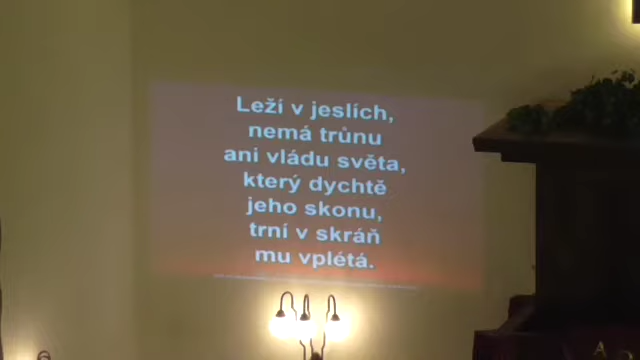 Leží v jeslích,
nemá trůnu
ani vládu světa,
který dychtě
jeho skonu,
trní v skráň
mu vplétá.